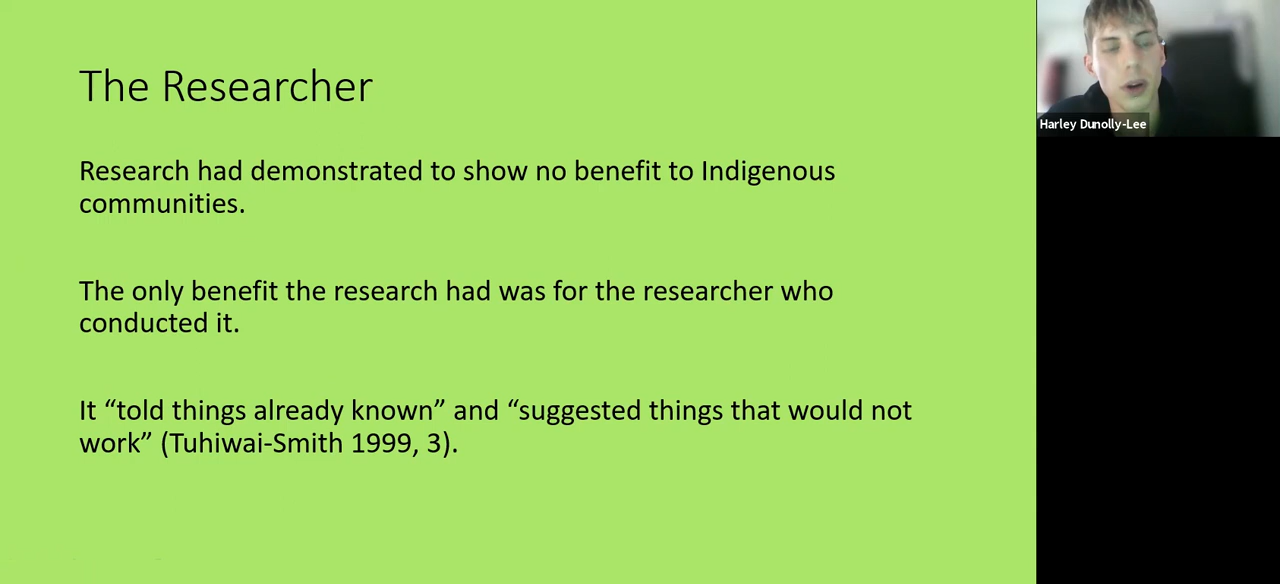 The Researcher
Research had demonstrated to show no benefit to Indigenous
communities.
The only benefit the research had was for the researcher who
conducted it.
It “told things already known” and “suggested things that would not
work” (Tuhiwai-Smith 1999, 3).
Harley Dunolly-Lee